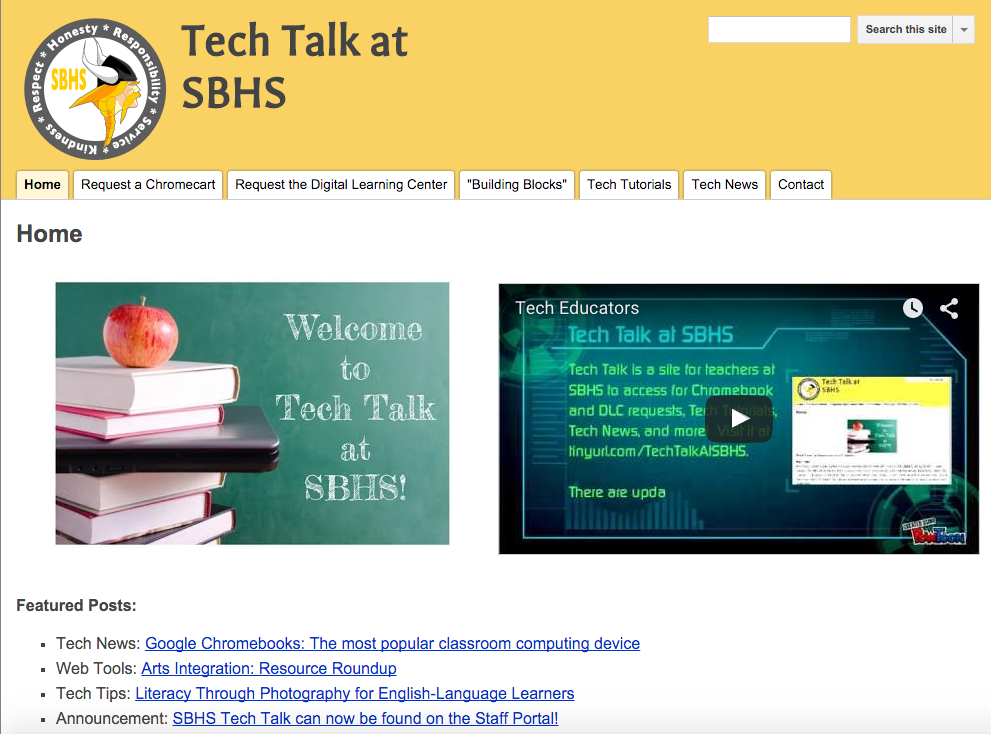 * Honesty * Responsibility * Service * Kindness * Respect
SBHS
Tech Talk at
SBHS
Search this site
Home
Request a Chromecart
Request the Digital Learning Center
"Building Blocks"
Tech Tutorials
Tech News
Contact
Home
Welcome
to
Tech Talk
at
SBHS!
Tech Educators
Tech Talk at SBHS
Tech Talk is a site for teachers at
SBHS to access for Chromebook
and DLC requests, Tech Tutorials,
Tech News, and more! Visit it at
tinyurl.com/TechTalkAtSBHS.
There are upda
Tech Talk at
SBHS
CREATED USING
POWTOON
Featured Posts:
Tech News: Google Chromebooks: The most popular classroom computing device
Web Tools: Arts Integration: Resource Roundup
Tech Tips: Literacy Through Photography for English-Language Learners
Announcement: SBHS Tech Talk can now be found on the Staff Portal!